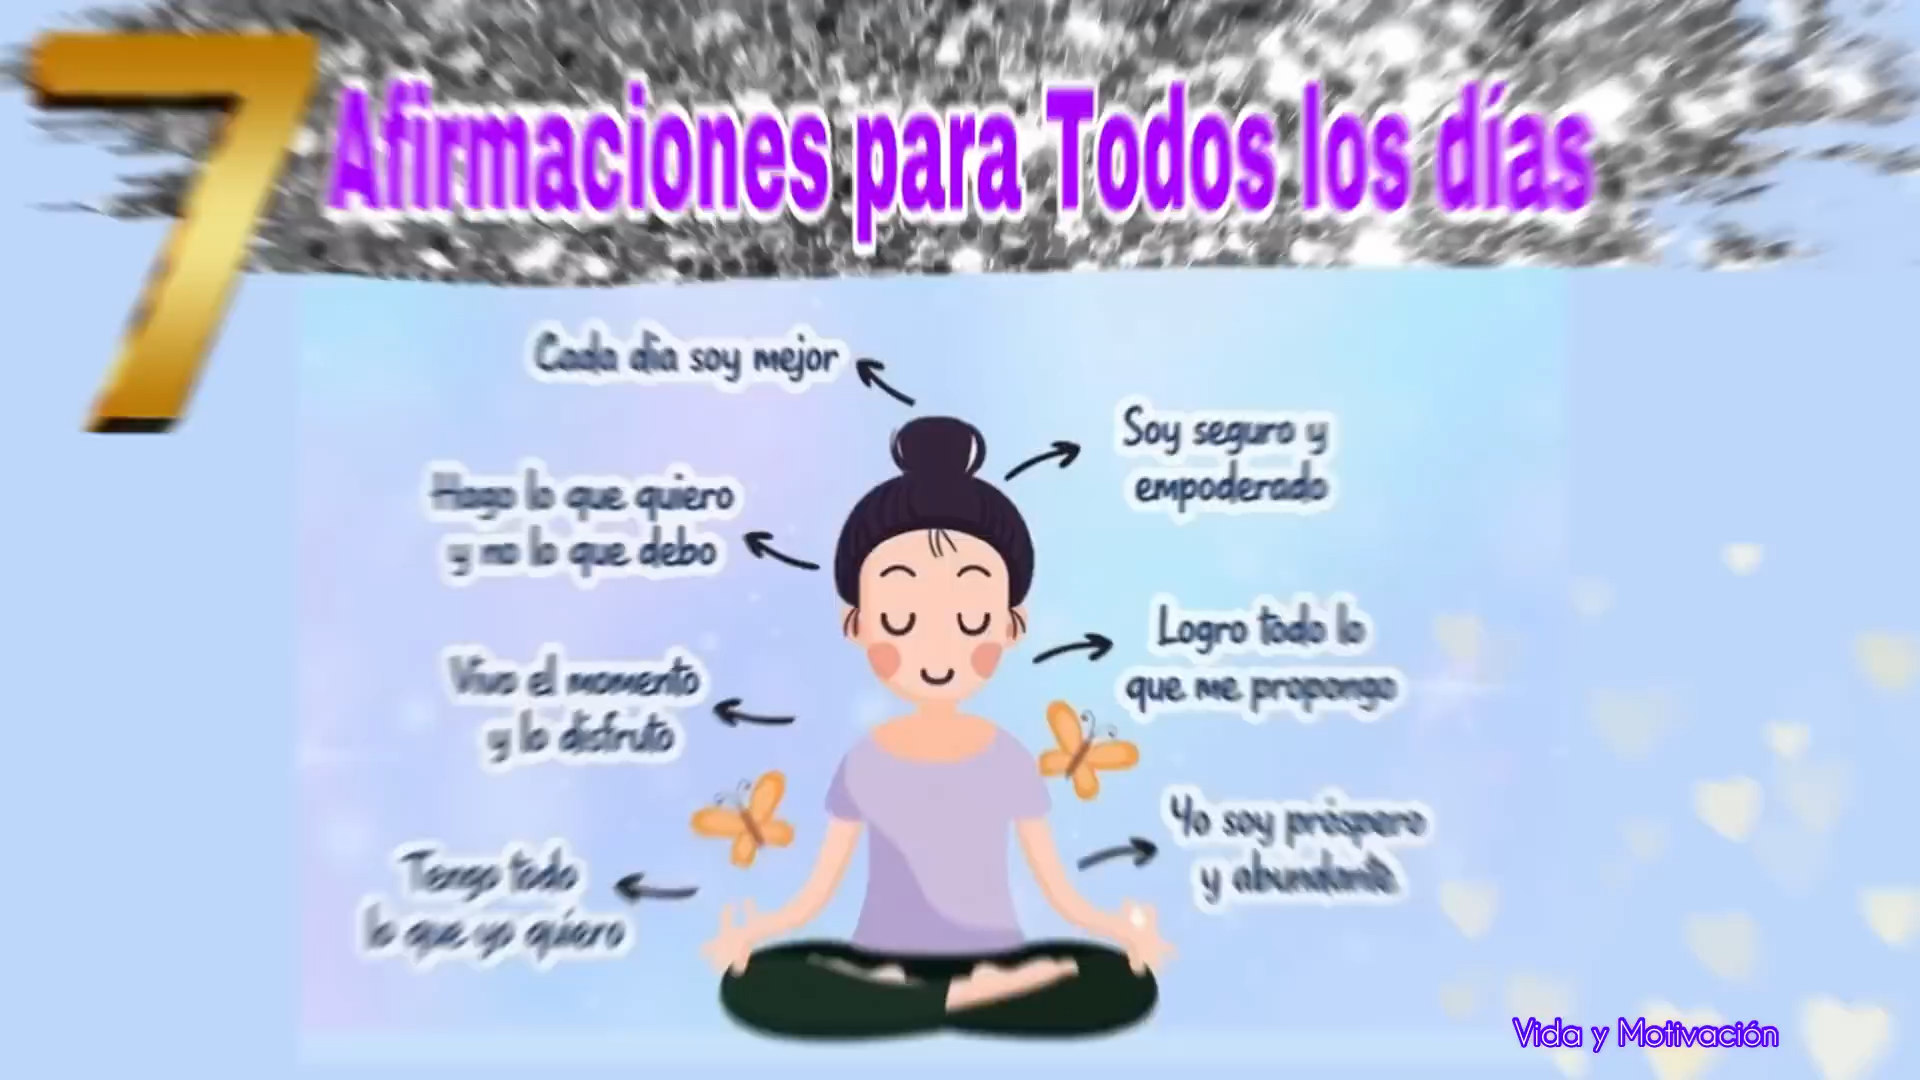 7
Afirmaciones para Todos los días
Cada día soy mejor
Soy seguro y
empoderado
Hago lo que quiero
y no lo que debo
Logro todo lo
que me propongo
Vivo el momento
y lo disfruto
Yo soy próspero
y abundante
Tengo todo
lo que yo quiero
Vida y Motivación